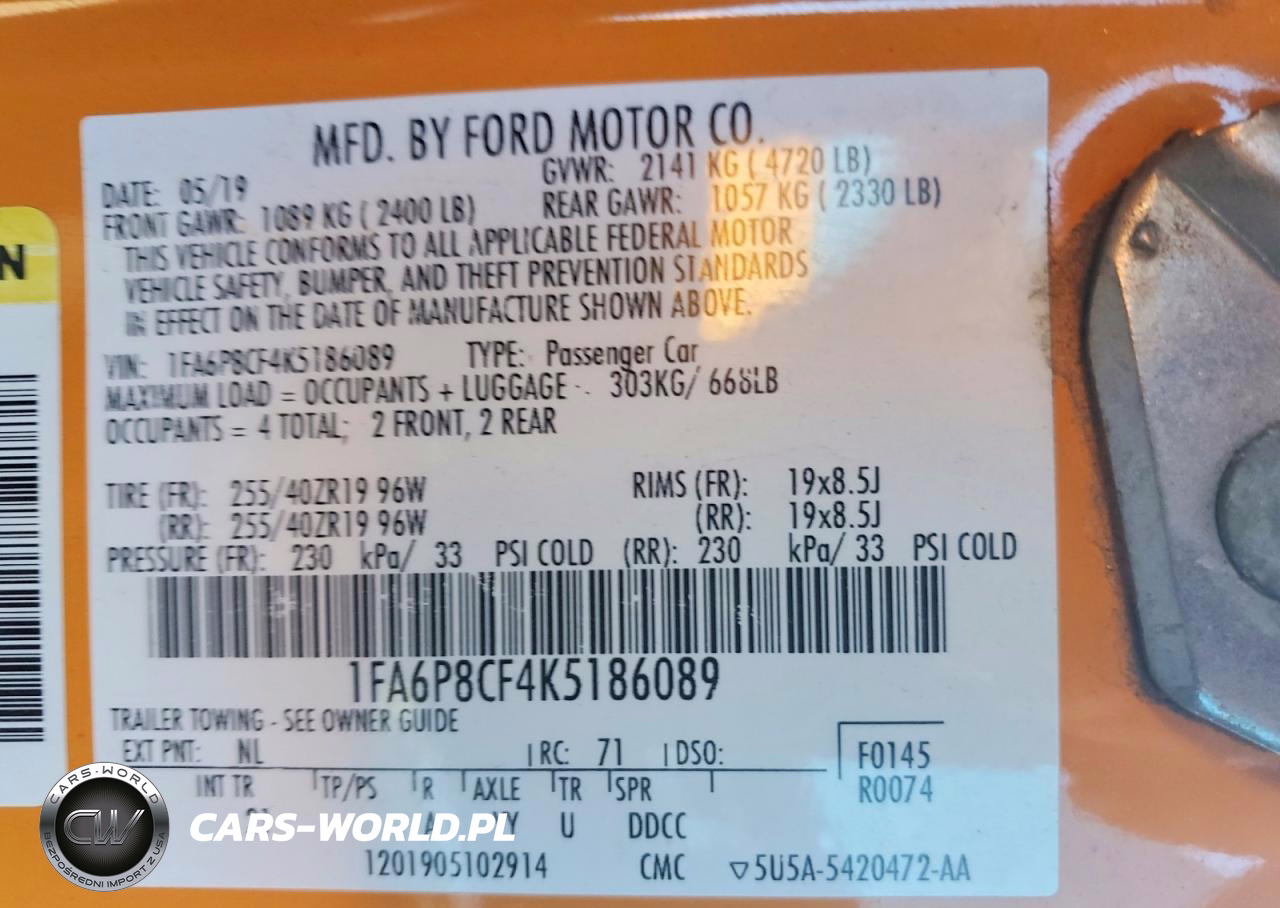 MFD. BY FORD MOTOR CO.
DATE: 05/19 GVWR: 2141 KG ( 4720 LB)
FRONT GAWR: 1089 KG ( 2400 LB) REAR GAWR: 1057 KG ( 2330 LB)
THIS VEHICLE CONFORMS TO ALL APPLICABLE FEDERAL MOTOR
VEHICLE SAFETY, BUMPER, AND THEFT PREVENTION STANDARDS
IN EFFECT ON THE DATE OF MANUFACTURE SHOWN ABOVE.
VIN: 1FA6P8CF4K5186089 TYPE: Passenger Car
MAXIMUM LOAD = OCCUPANTS + LUGGAGE - 303KG/ 668LB
OCCUPANTS = 4 TOTAL; 2 FRONT, 2 REAR
TIRE (FR): 255/40ZR19 96W RIMS (FR): 19x8.5J
(RR): 255/40ZR19 96W (RR): 19x8.5J
PRESSURE (FR): 230 kPa/ 33 PSI COLD (RR): 230 kPa/ 33 PSI COLD
1FA6P8CF4K5186089
TRAILER TOWING - SEE OWNER GUIDE
EXT PNT: NL RC: 71 DSO: F0145
INT TR TP/PS R AXLE TR SPR R0074
U DDCC
1201905102914 CMC ▽5U5A-5420472-AA
N
CARS-WORLD
CW
BEZPOŚREDNI IMPORT Z USA
CARS-WORLD.PL